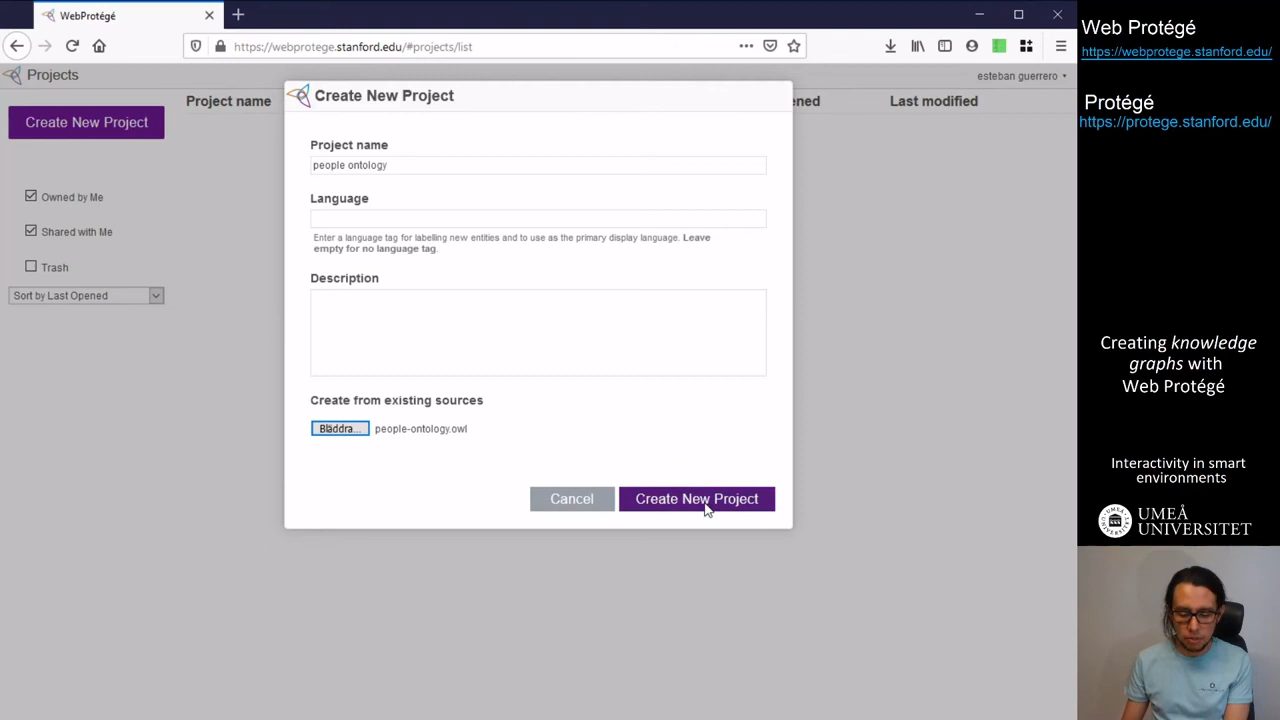 WebProtégé
https://webprotege.stanford.edu/#projects/list
Projects
esteban guerrero
Create New Project
Project name
ened
Last modified
Owned by Me
Shared with Me
Trash
Sort by Last Opened
Create New Project
Project name
people ontology
Language
Enter a language tag for labelling new entities and to use as the primary display language. Leave
empty for no language tag.
Description
Create from existing sources
Bläddra...
people-ontology.owl
Cancel
Create New Project
Web Protégé
https://webprotege.stanford.edu/
Protégé
https://protege.stanford.edu/
Creating knowledge
graphs with
Web Protégé
Interactivity in smart
environments
UMEÅ
UNIVERSITET